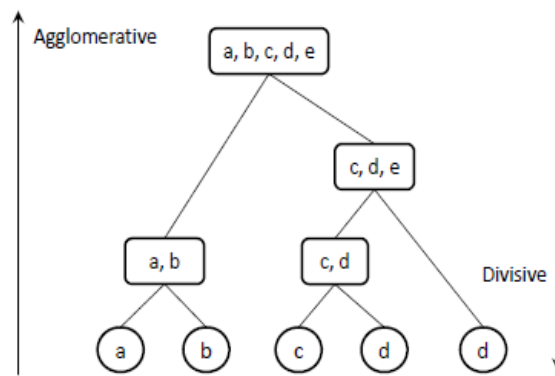 Agglomerative
a, b, c, d, e
c, d, e
a, b
c, d
Divisive
a
b
c
d
d